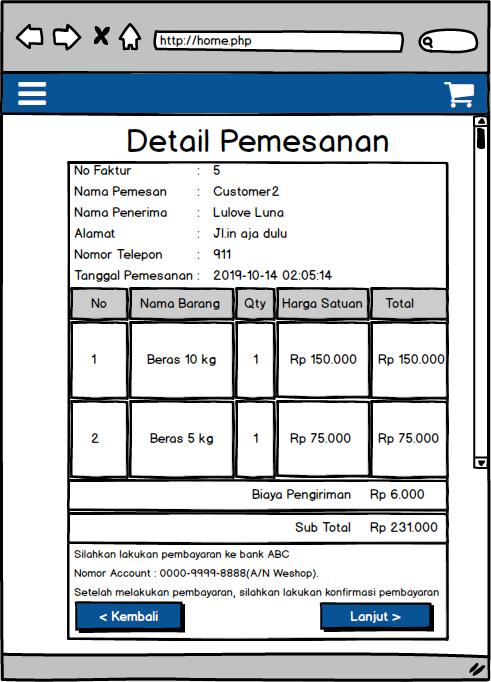 http://home.php
Detail Pemesanan
No Faktur : 5
Nama Pemesan : Customer2
Nama Penerima : Lulove Luna
Alamat : Jl.in aja dulu
Nomor Telepon : 911
Tanggal Pemesanan : 2019-10-14 02:05:14
No Nama Barang Qty Harga Satuan Total
1 Beras 10 kg 1 Rp 150.000 Rp 150.000
2 Beras 5 kg 1 Rp 75.000 Rp 75.000
Biaya Pengiriman Rp 6.000
Sub Total Rp 231.000
Silahkan lakukan pembayaran ke bank ABC
Nomor Account : 0000-9999-8888(A/N Weshop).
Setelah melakukan pembayaran, silahkan lakukan konfirmasi pembayaran
< Kembali Lanjut >